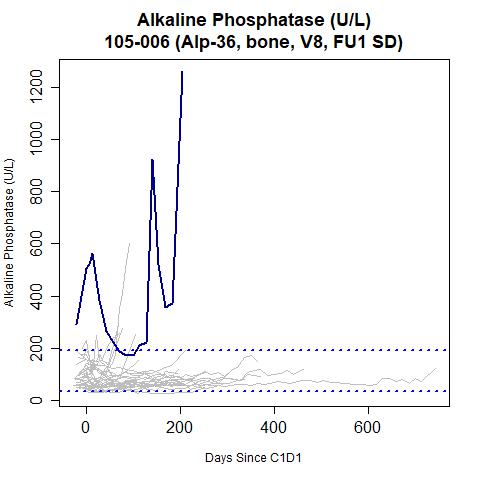 Alkaline Phosphatase (U/L)
105-006 (Alp-36, bone, V8, FU1 SD)
Alkaline Phosphatase (U/L)
1200
1000
800
600
400
200
0
0 200 400 600
Days Since C1D1